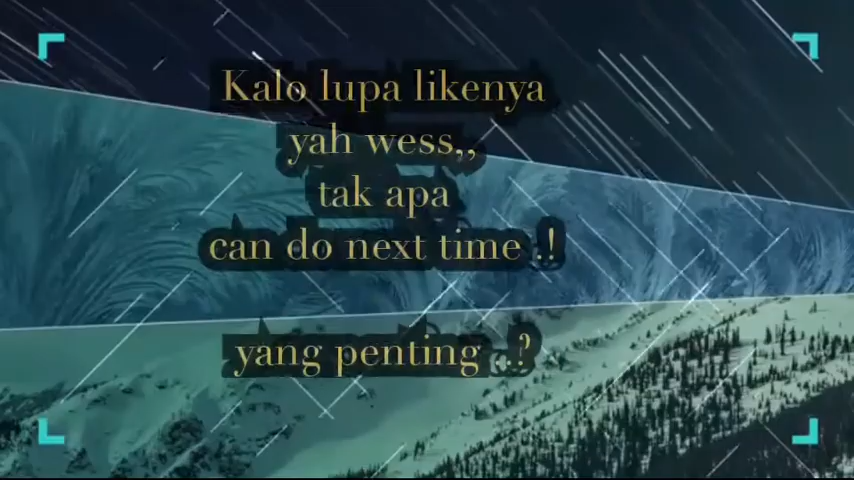 Kalo lupa likenya
yah wess,,
tak apa
can do next time .!
yang penting ..?